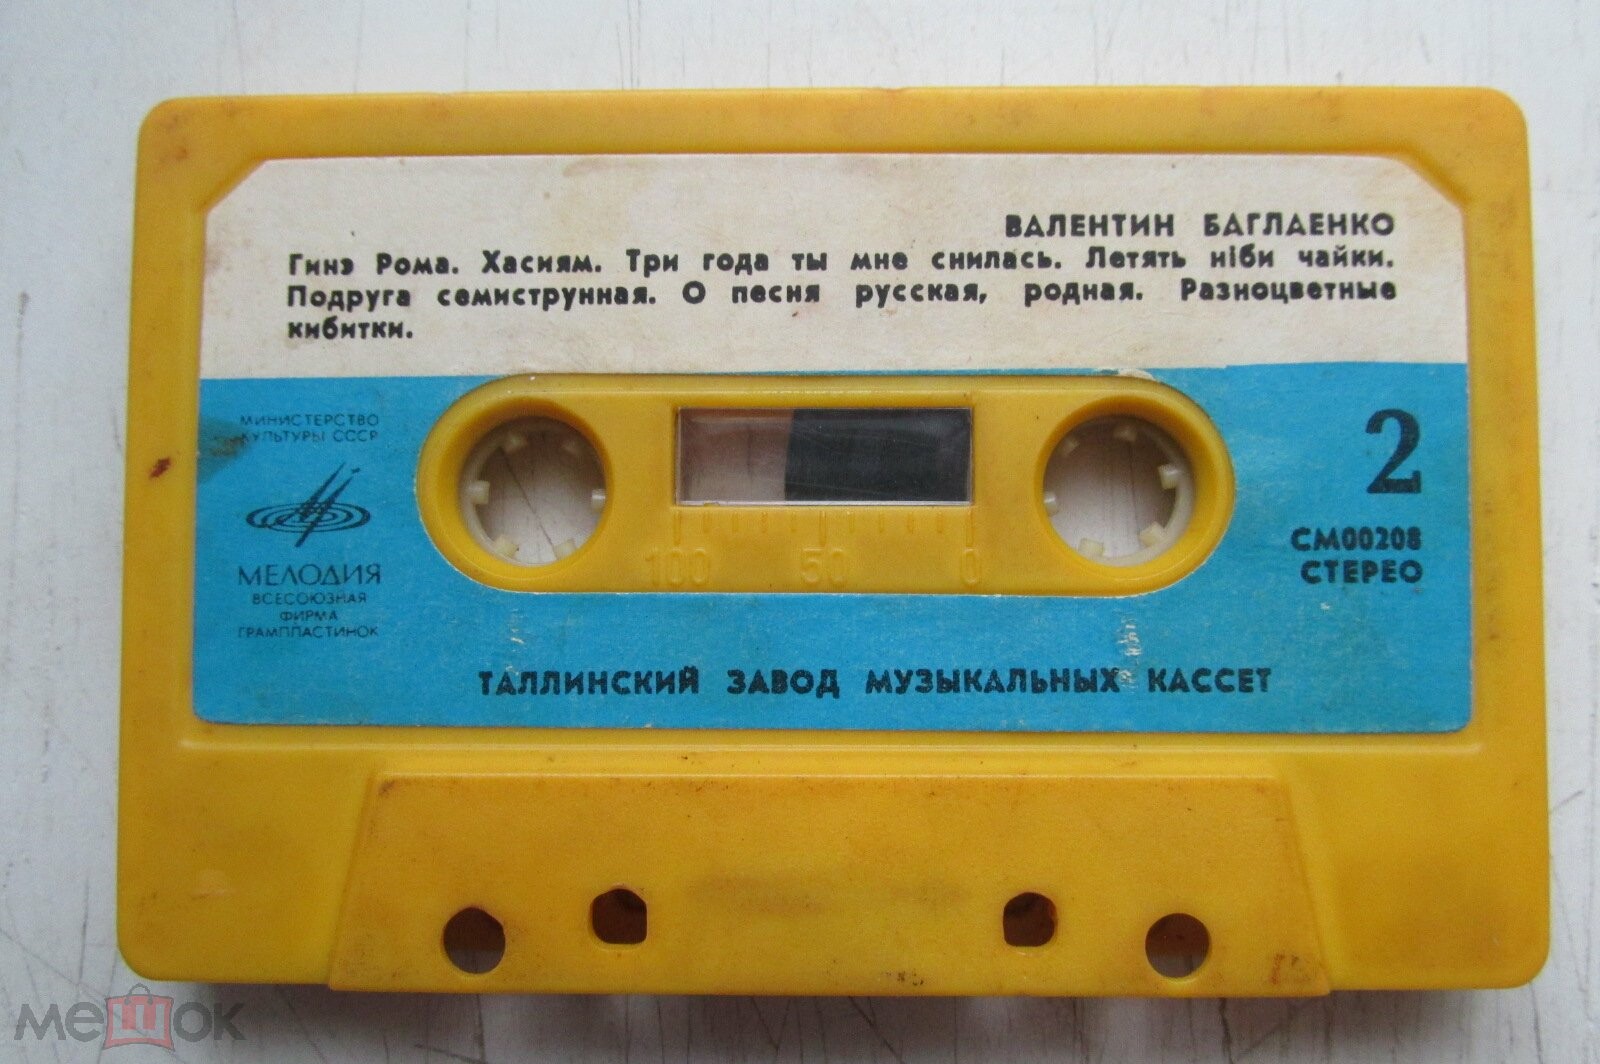 ВАЛЕНТИН БАГЛАЕНКО
Гинэ Рома. Хасиям. Три года ты мне снилась. Летять нiби чайки.
Подруга семиструнная. О песня русская, родная. Разноцветные
кибитки.
МИНИСТЕРСТВО
КУЛЬТУРЫ СССР
МЕЛОДИЯ
ВСЕСОЮЗНАЯ
ФИРМА
ГРАМПЛАСТИНОК
2
СМ00208
СТЕРЕО
100 50 0
ТАЛЛИНСКИЙ ЗАВОД МУЗЫКАЛЬНЫХ КАССЕТ
мешок